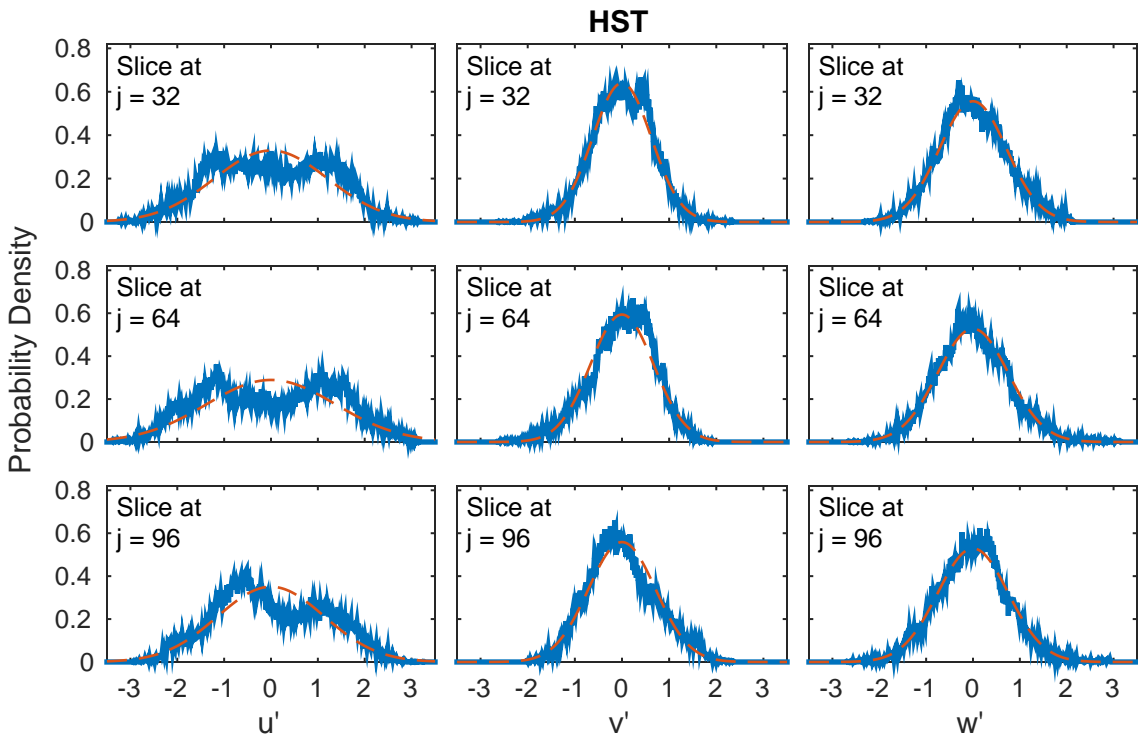 HST
Probability Density
0.8
0.6
0.4
0.2
0
Slice at
j = 32
Slice at
j = 32
Slice at
j = 32
0.8
0.6
0.4
0.2
0
Slice at
j = 64
Slice at
j = 64
Slice at
j = 64
0.8
0.6
0.4
0.2
0
Slice at
j = 96
Slice at
j = 96
Slice at
j = 96
-3 -2 -1 0 1 2 3
-3 -2 -1 0 1 2 3
-3 -2 -1 0 1 2 3
u'
v'
w'